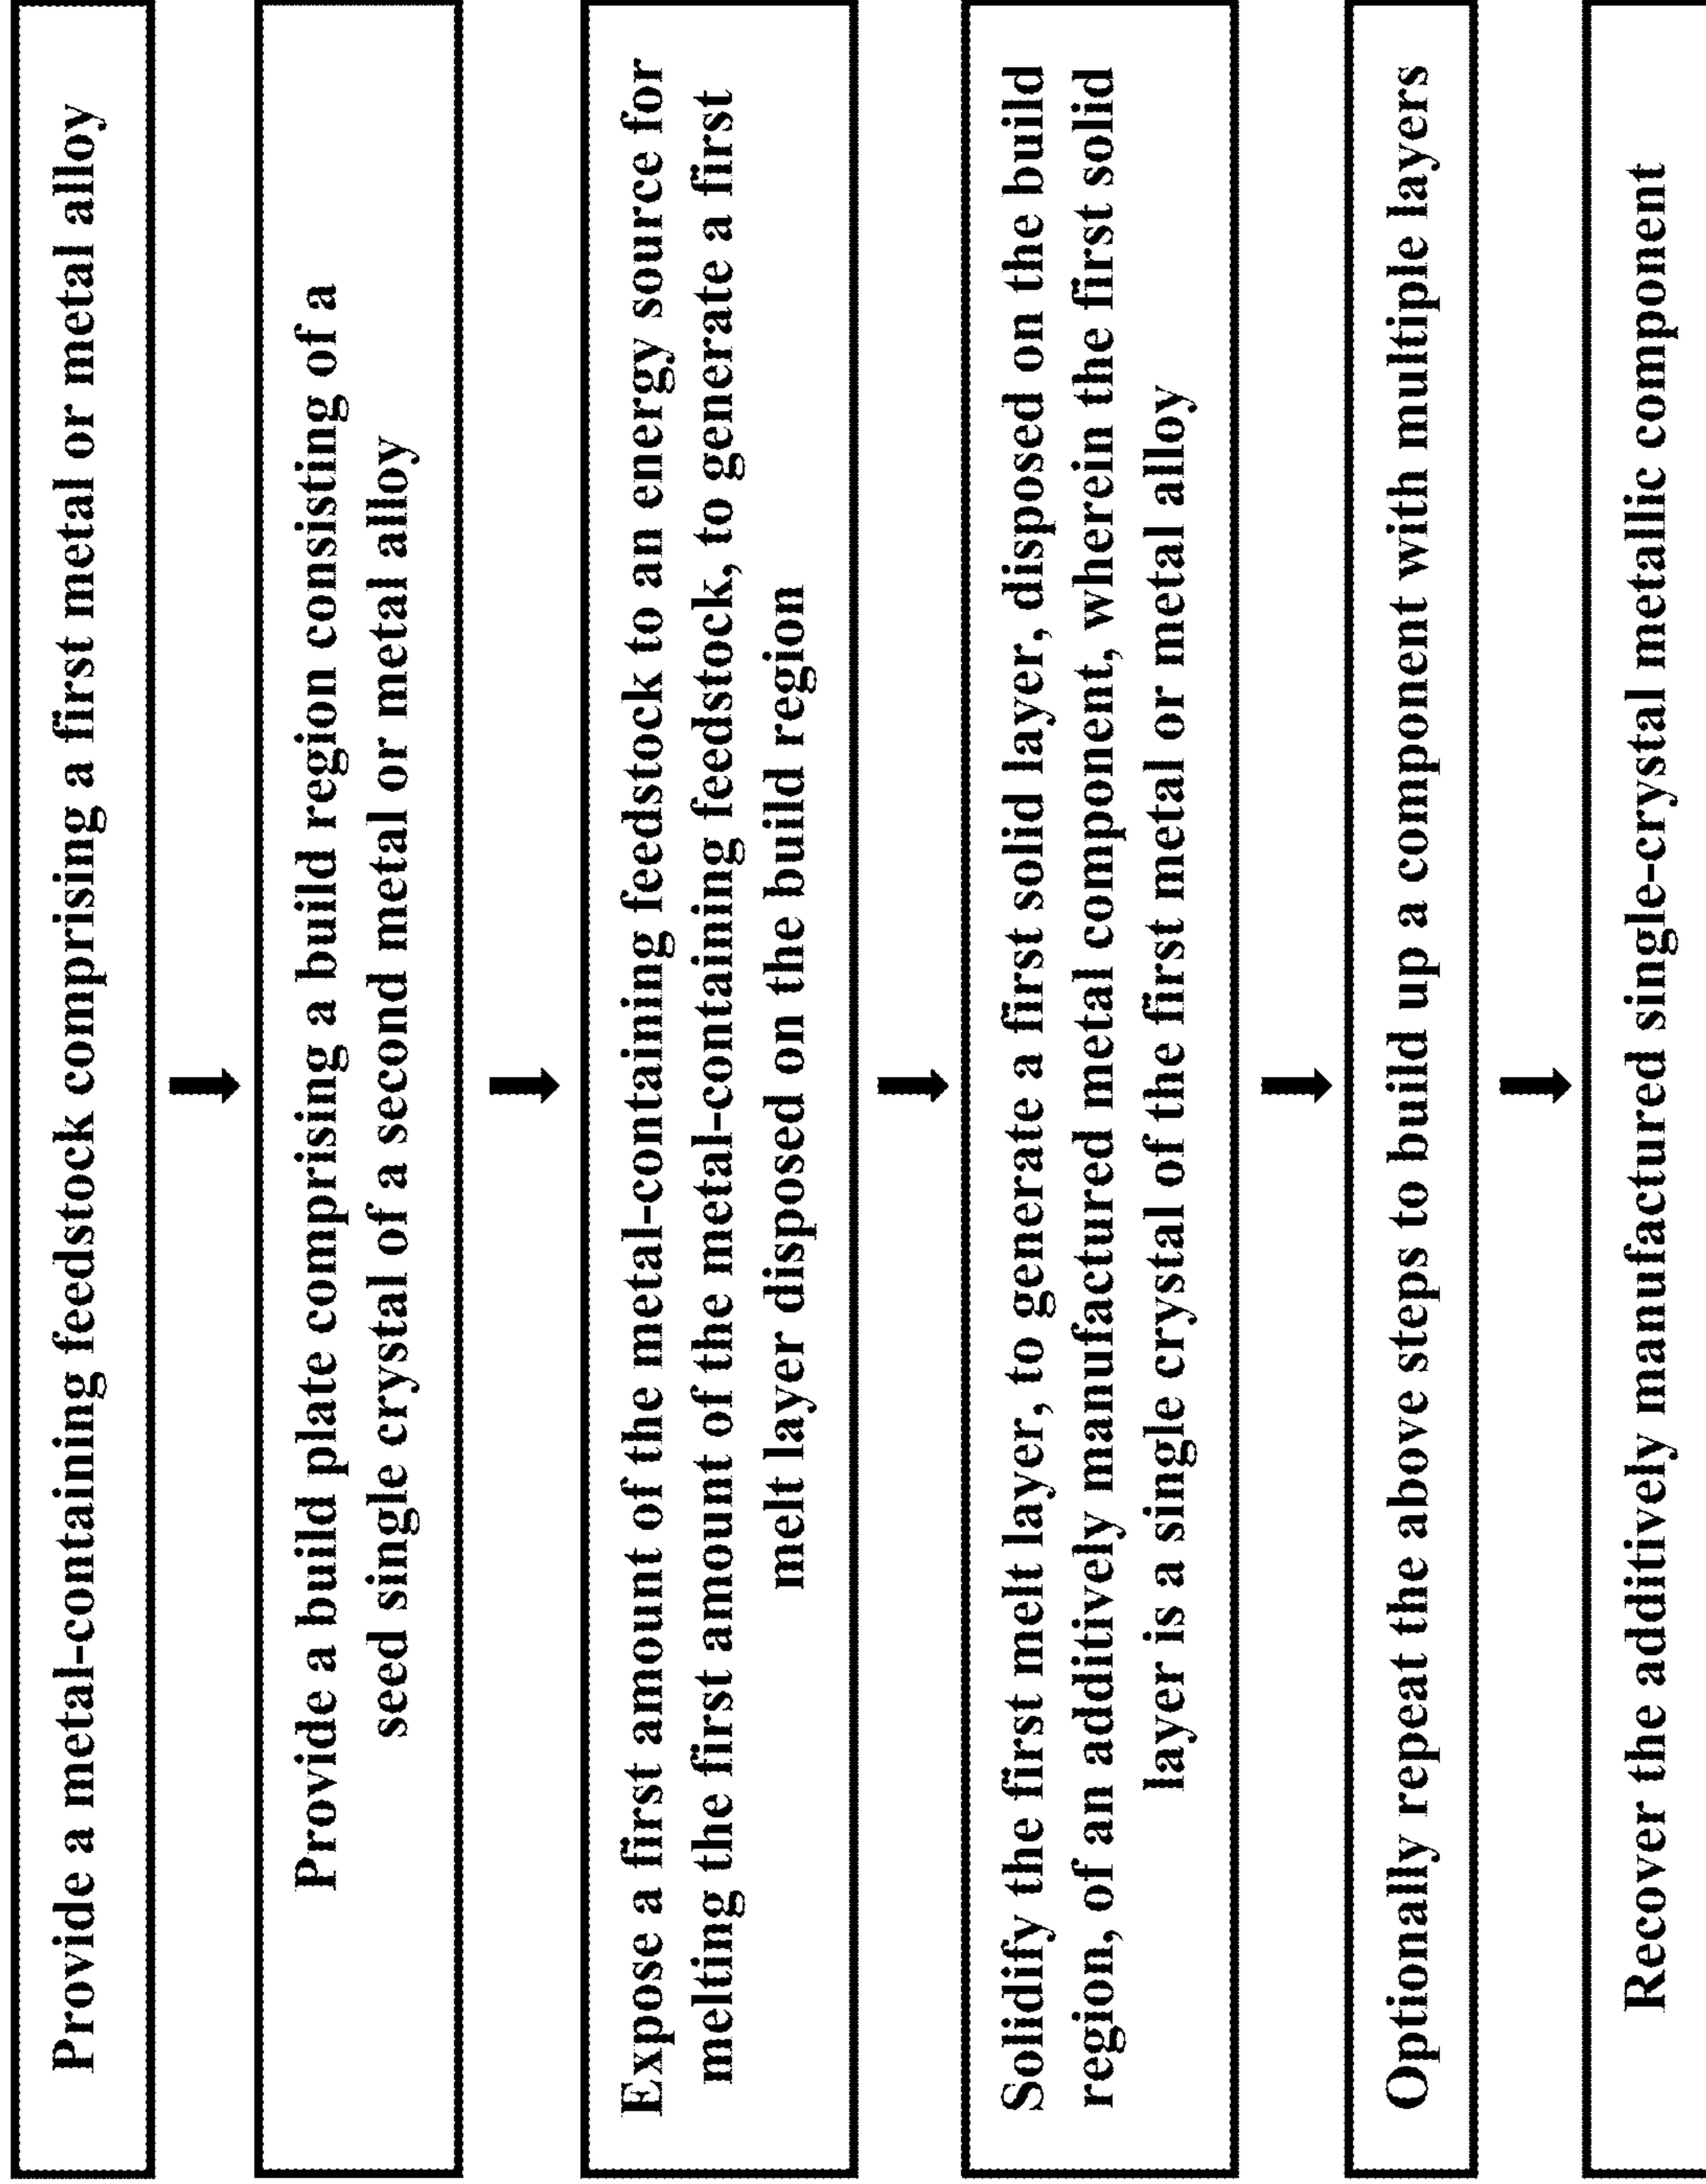 Provide a metal-containing feedstock comprising a first metal or metal alloy
Provide a build plate comprising a build region consisting of a
seed single crystal of a second metal or metal alloy
Expose a first amount of the metal-containing feedstock to an energy source for
melting the first amount of the metal-containing feedstock, to generate a first
melt layer disposed on the build region
Solidify the first melt layer, to generate a first solid layer, disposed on the build
region, of an additively manufactured metal component, wherein the first solid
layer is a single crystal of the first metal or metal alloy
Optionally repeat the above steps to build up a component with multiple layers
Recover the additively manufactured single-crystal metallic component